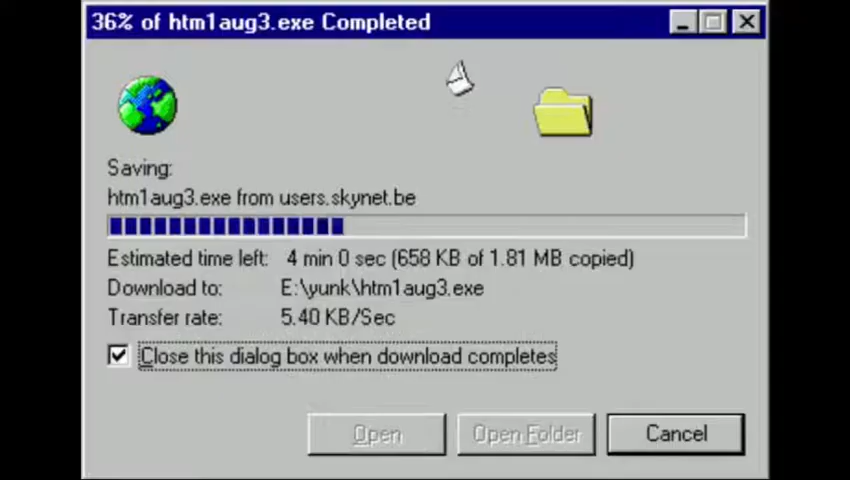 36% of htm1aug3.exe Completed
Saving:
htm1aug3.exe from users.skynet.be
Estimated time left: 4 min 0 sec (658 KB of 1.81 MB copied)
Download to: E:\yunk\htm1aug3.exe
Transfer rate: 5.40 KB/Sec
Close this dialog box when download completes
Open Open Folder Cancel